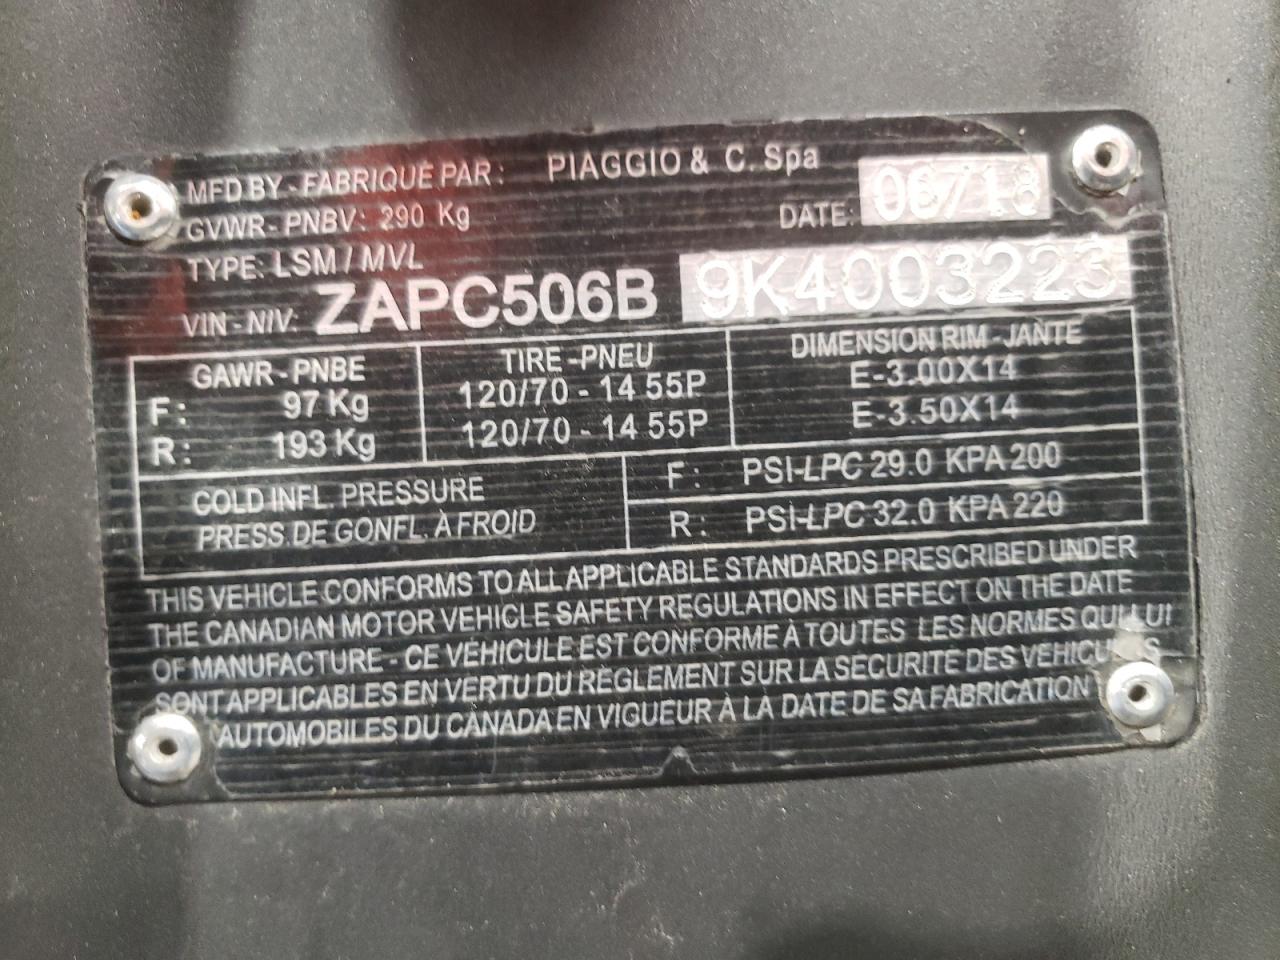 MFD.BY - FABRIQUÉ PAR : PIAGGIO & C. Spa
GVWR - PNBV: 290 Kg DATE: 06/18
TYPE: LSM / MVL
VIN - NIV: ZAPC506B 9K4003223
GAWR - PNBE TIRE - PNEU DIMENSION RIM - JANTE
F : 97 Kg 120/70 - 14 55P E-3.00X14
R : 193 Kg 120/70 - 14 55P E-3.50X14
COLD INFL. PRESSURE F : PSI-LPC 29.0 KPA 200
PRESS.DE GONFL. À FROID R : PSI-LPC 32.0 KPA 220
THIS VEHICLE CONFORMS TO ALL APPLICABLE STANDARDS PRESCRIBED UNDER
THE CANADIAN MOTOR VEHICLE SAFETY REGULATIONS IN EFFECT ON THE DATE
OF MANUFACTURE - CE VÉHICULE EST CONFORME À TOUTES LES NORMES QUI LUI
SONT APPLICABLES EN VERTU DU RÈGLEMENT SUR LA SÉCURITÉ DES VÉHICULES
AUTOMOBILES DU CANADA EN VIGUEUR À LA DATE DE SA FABRICATION